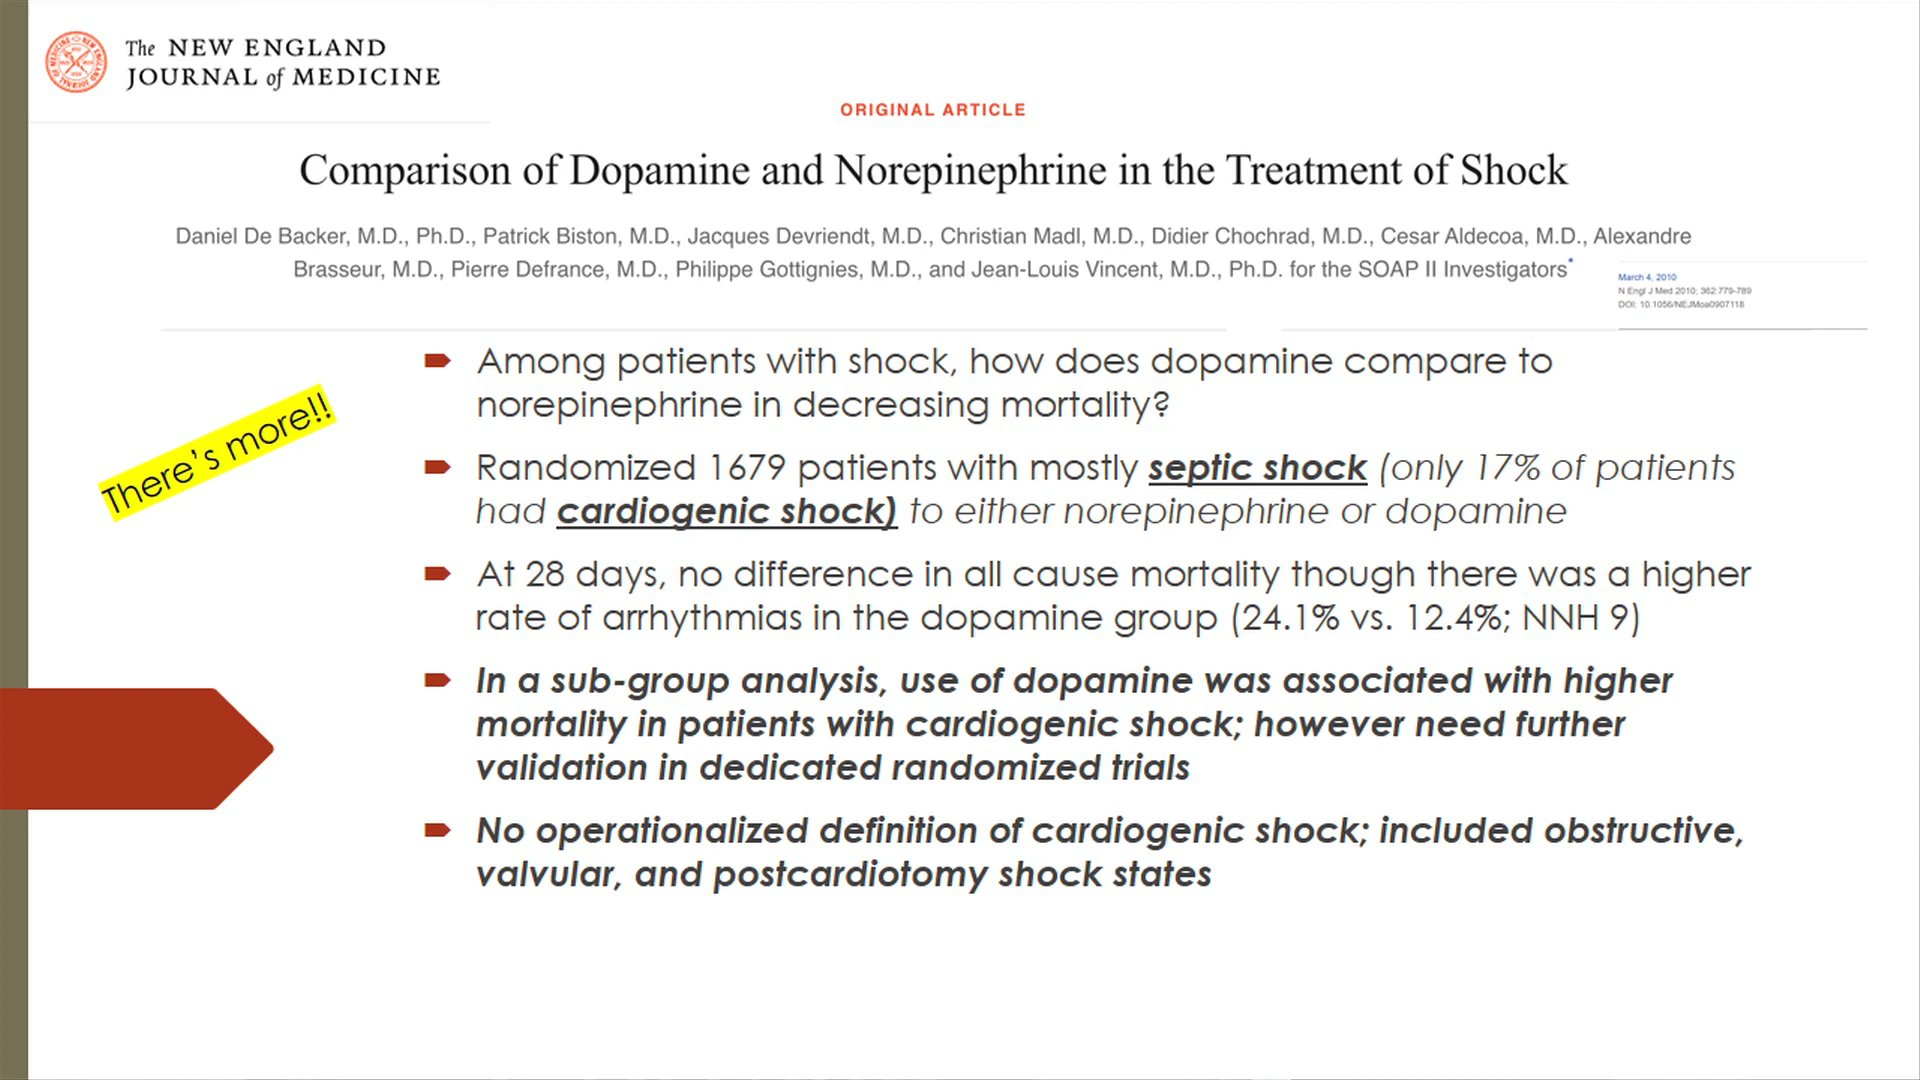 The NEW ENGLAND
JOURNAL of MEDICINE
ORIGINAL ARTICLE
Comparison of Dopamine and Norepinephrine in the Treatment of Shock
Daniel De Backer, M.D., Ph.D., Patrick Biston, M.D., Jacques Devriendt, M.D., Christian Madl, M.D., Didier Chochrad, M.D., Cesar Aldecoa, M.D., Alexandre
Brasseur, M.D., Pierre Defrance, M.D., Philippe Gottignies, M.D., and Jean-Louis Vincent, M.D., Ph.D. for the SOAP II Investigators*
March 4, 2010
N Engl J Med 2010; 362:779-789
DOI: 10.1056/NEJMoa0907118
There's more!!
Among patients with shock, how does dopamine compare to
norepinephrine in decreasing mortality?
Randomized 1679 patients with mostly septic shock (only 17% of patients
had cardiogenic shock) to either norepinephrine or dopamine
At 28 days, no difference in all cause mortality though there was a higher
rate of arrhythmias in the dopamine group (24.1% vs. 12.4%; NNH 9)
In a sub-group analysis, use of dopamine was associated with higher
mortality in patients with cardiogenic shock; however need further
validation in dedicated randomized trials
No operationalized definition of cardiogenic shock; included obstructive,
valvular, and postcardiotomy shock states